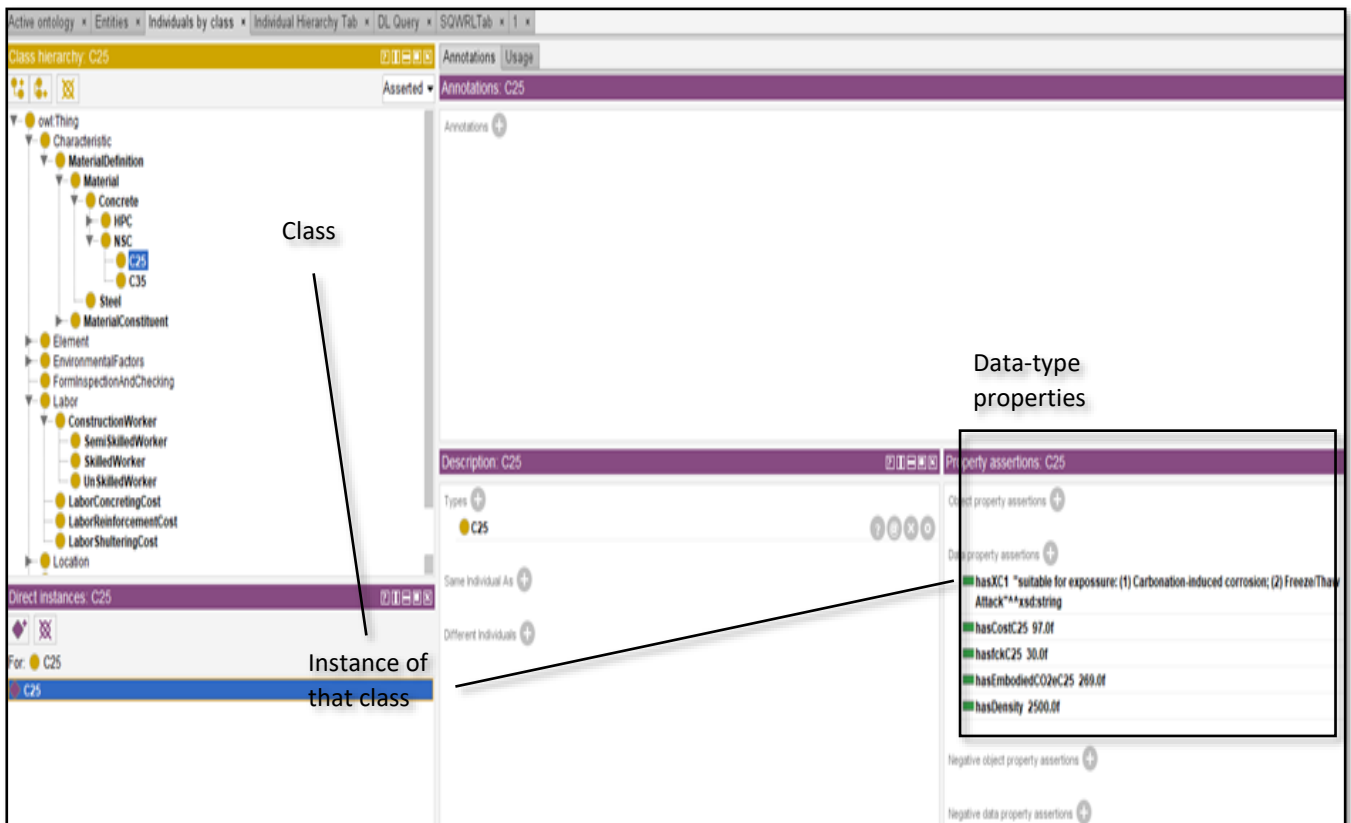 Active ontology × Entities × Individuals by class × Individual Hierarchy Tab × DL Query × SQWRLTab × 1 ×
Class hierarchy: C25
Asserted
owl:Thing
Characteristic
MaterialDefinition
Material
Concrete
HPC
NSC
C25
C35
Steel
MaterialConstituent
Element
EnvironmentalFactors
FormInspectionAndChecking
Labor
ConstructionWorker
SemiSkilledWorker
SkilledWorker
UnSkilledWorker
LaborConcretingCost
LaborReinforcementCost
LaborShutteringCost
Location
Class
Direct instances: C25
For: C25
C25
Instance of
that class
Annotations Usage
Annotations: C25
Annotations
Data-type
properties
Description: C25
Types
C25
Same Individual As
Different Individuals
Property assertions: C25
Object property assertions
Data property assertions
hasXC1 "suitable for expossure: (1) Carbonation-induced corrosion; (2) Freeze/Thaw
Attack"^^xsd:string
hasCostC25 97.0f
hasfckC25 30.0f
hasEmbodiedCO2eC25 269.0f
hasDensity 2500.0f
Negative object property assertions
Negative data property assertions